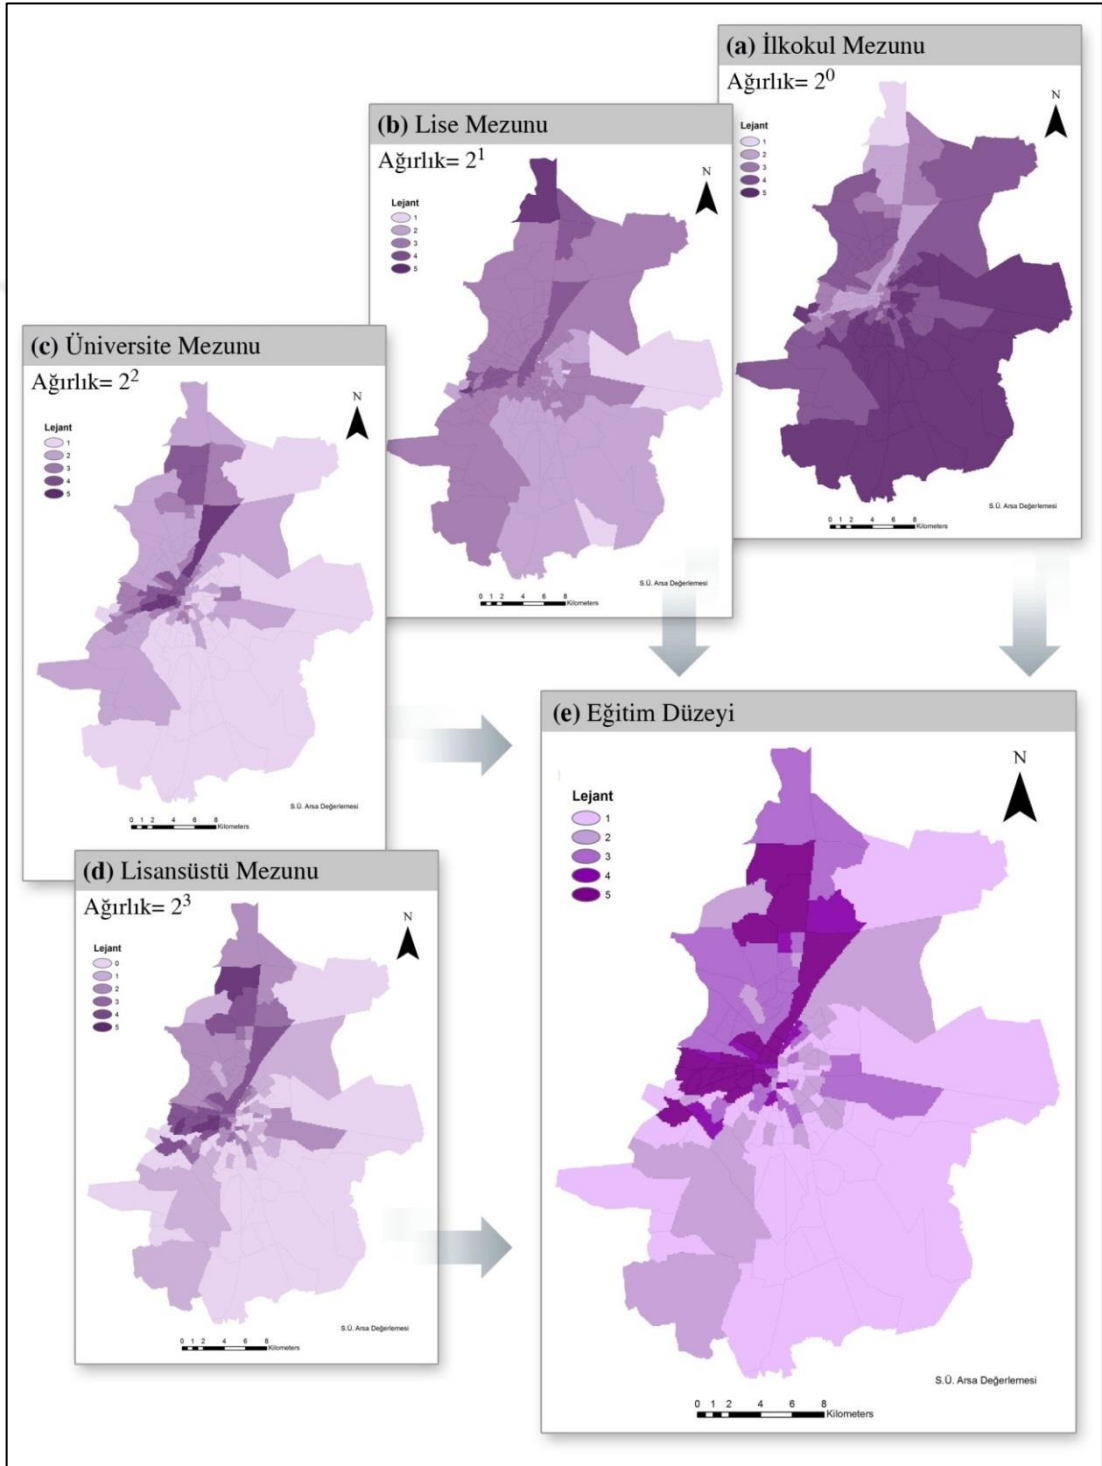 (a) İlkokul Mezunu
Ağırlık= 2⁰
N
Lejant
1
2
3
4
5
S.Ü. Arsa Değerlemesi
0 1 2 4 6 8
Kilometers
(b) Lise Mezunu
Ağırlık= 2¹
N
Lejant
1
2
3
4
5
S.Ü. Arsa Değerlemesi
0 1 2 4 6 8
Kilometers
(c) Üniversite Mezunu
Ağırlık= 2²
N
Lejant
1
2
3
4
5
S.Ü. Arsa Değerlemesi
0 1 2 4 6 8
Kilometers
(d) Lisansüstü Mezunu
Ağırlık= 2³
N
Lejant
0
1
2
3
4
5
S.Ü. Arsa Değerlemesi
0 1 2 4 6 8
Kilometers
(e) Eğitim Düzeyi
N
Lejant
1
2
3
4
5
S.Ü. Arsa Değerlemesi
0 1 2 4 6 8
Kilometers